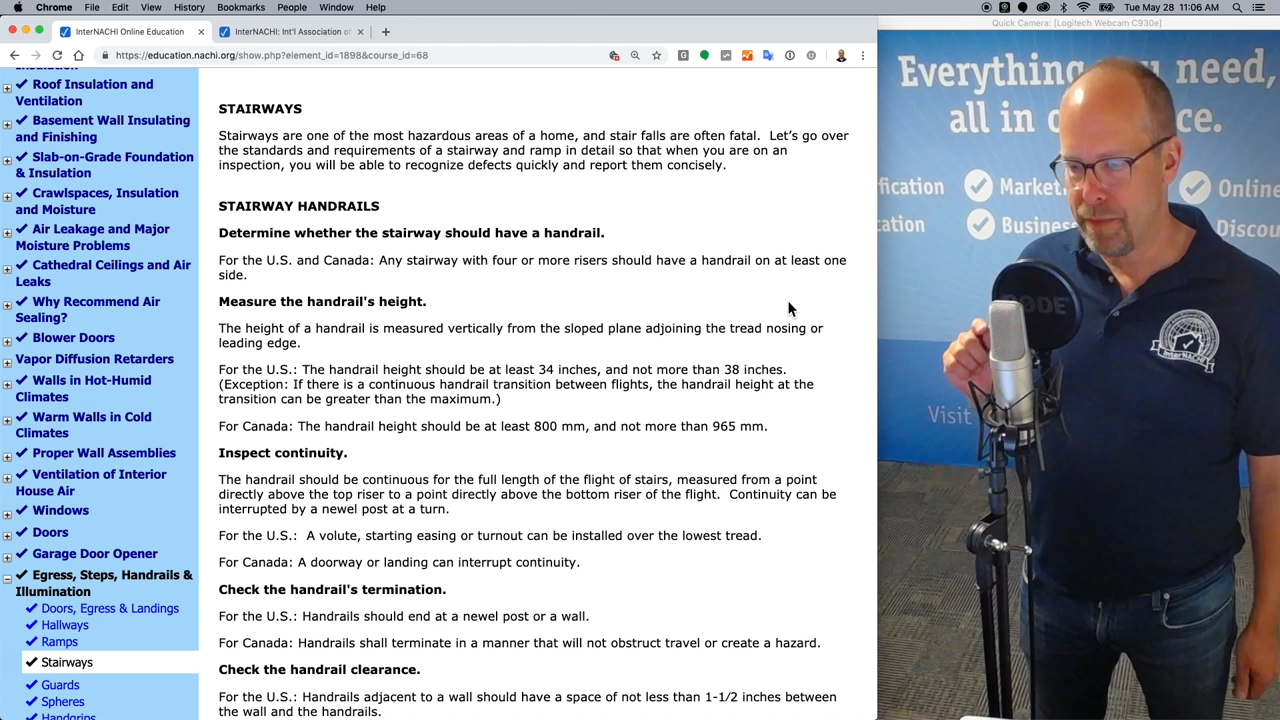 Chrome File Edit View History Bookmarks People Window Help
Tue May 28 11:06 AM
Quick Camera: [Logitech Webcam C930e]
InterNACHI Online Education
InterNACHI: Int'l Association o
https://education.nachi.org/show.php?element_id=1898&course_id=68
Roof Insulation and
Ventilation
Basement Wall Insulating
and Finishing
Slab-on-Grade Foundation
& Insulation
Crawlspaces, Insulation
and Moisture
Air Leakage and Major
Moisture Problems
Cathedral Ceilings and Air
Leaks
Why Recommend Air
Sealing?
Blower Doors
Vapor Diffusion Retarders
Walls in Hot-Humid
Climates
Warm Walls in Cold
Climates
Proper Wall Assemblies
Ventilation of Interior
House Air
Windows
Doors
Garage Door Opener
Egress, Steps, Handrails &
Illumination
Doors, Egress & Landings
Hallways
Ramps
Stairways
Guards
Spheres
Handgrips
STAIRWAYS
Stairways are one of the most hazardous areas of a home, and stair falls are often fatal. Let's go over
the standards and requirements of a stairway and ramp in detail so that when you are on an
inspection, you will be able to recognize defects quickly and report them concisely.
STAIRWAY HANDRAILS
Determine whether the stairway should have a handrail.
For the U.S. and Canada: Any stairway with four or more risers should have a handrail on at least one
side.
Measure the handrail's height.
The height of a handrail is measured vertically from the sloped plane adjoining the tread nosing or
leading edge.
For the U.S.: The handrail height should be at least 34 inches, and not more than 38 inches.
(Exception: If there is a continuous handrail transition between flights, the handrail height at the
transition can be greater than the maximum.)
For Canada: The handrail height should be at least 800 mm, and not more than 965 mm.
Inspect continuity.
The handrail should be continuous for the full length of the flight of stairs, measured from a point
directly above the top riser to a point directly above the bottom riser of the flight. Continuity can be
interrupted by a newel post at a turn.
For the U.S.: A volute, starting easing or turnout can be installed over the lowest tread.
For Canada: A doorway or landing can interrupt continuity.
Check the handrail's termination.
For the U.S.: Handrails should end at a newel post or a wall.
For Canada: Handrails shall terminate in a manner that will not obstruct travel or create a hazard.
Check the handrail clearance.
For the U.S.: Handrails adjacent to a wall should have a space of not less than 1-1/2 inches between
the wall and the handrails.
Everything you need,
all in o ce.
fication Market Online
cation Business Discou
Visit
RØDE
InterNACHI